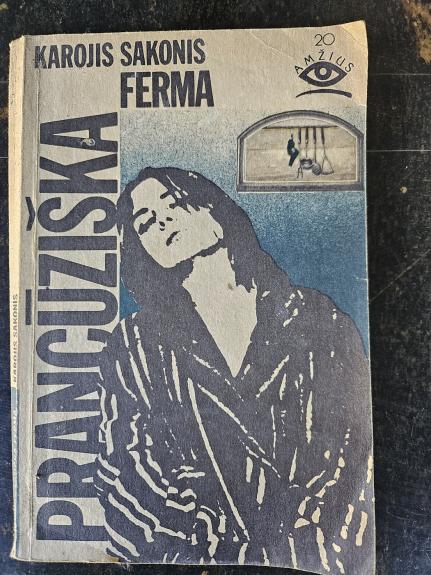 KAROJIS SAKONIS
FERMA
20
AMŽIUS
PRANCŪZIŠKA
KAROJIS SAKONIS